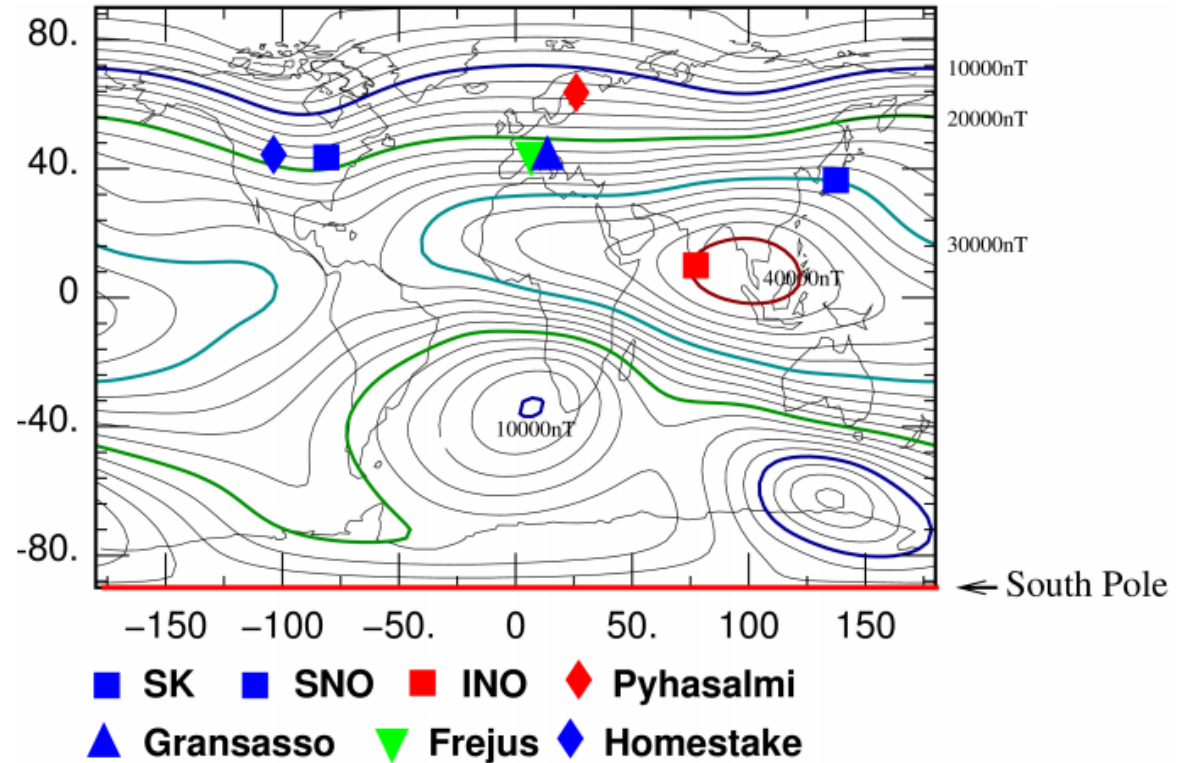 80.
10000nT
20000nT
40.
30000nT
0
40000nT
-40.
10000nT
-80.
← South Pole
−150 −100 −50. 0 50. 100 150
SK SNO INO Pyhasalmi
Gransasso Frejus Homestake